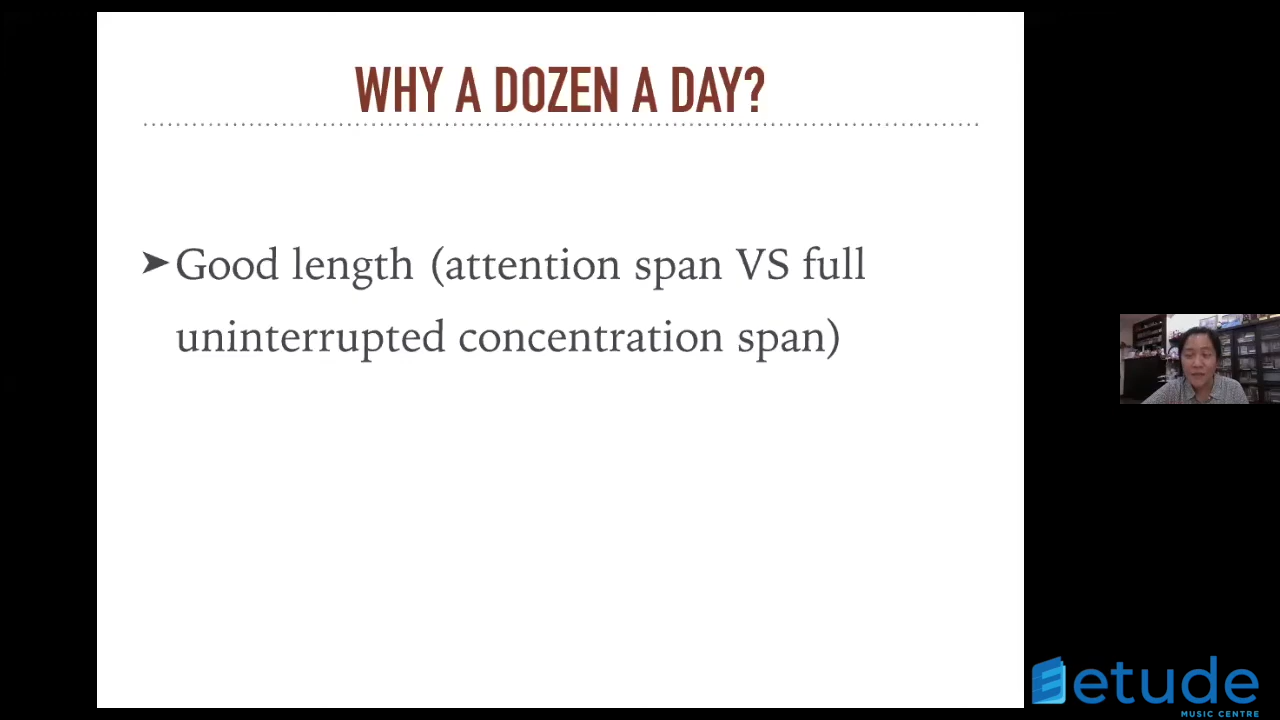 WHY A DOZEN A DAY?
➤ Good length (attention span VS full
uninterrupted concentration span)
etude
MUSIC CENTRE